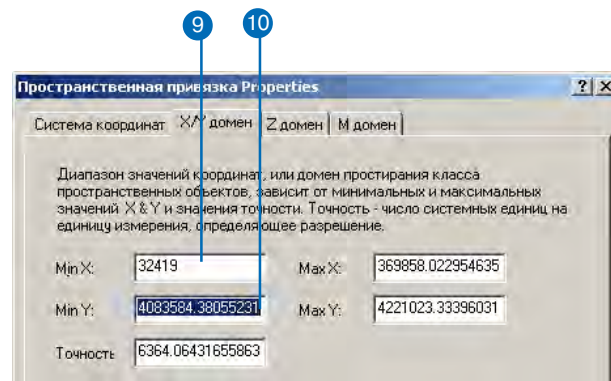 9 10
Пространственная привязка Properties
Система координат X/Y домен Z домен M домен
Диапазон значений координат, или домен простирания класса
пространственных объектов, зависит от минимальных и максимальных
значений X & Y и значения точности. Точность - число системных единиц на
единицу измерения, определяющее разрешение.
Min X: 32419 Max X: 369858.022954635
Min Y: 4083584.38055231 Max Y: 4221023.33396031
Точность 6364.06431655863